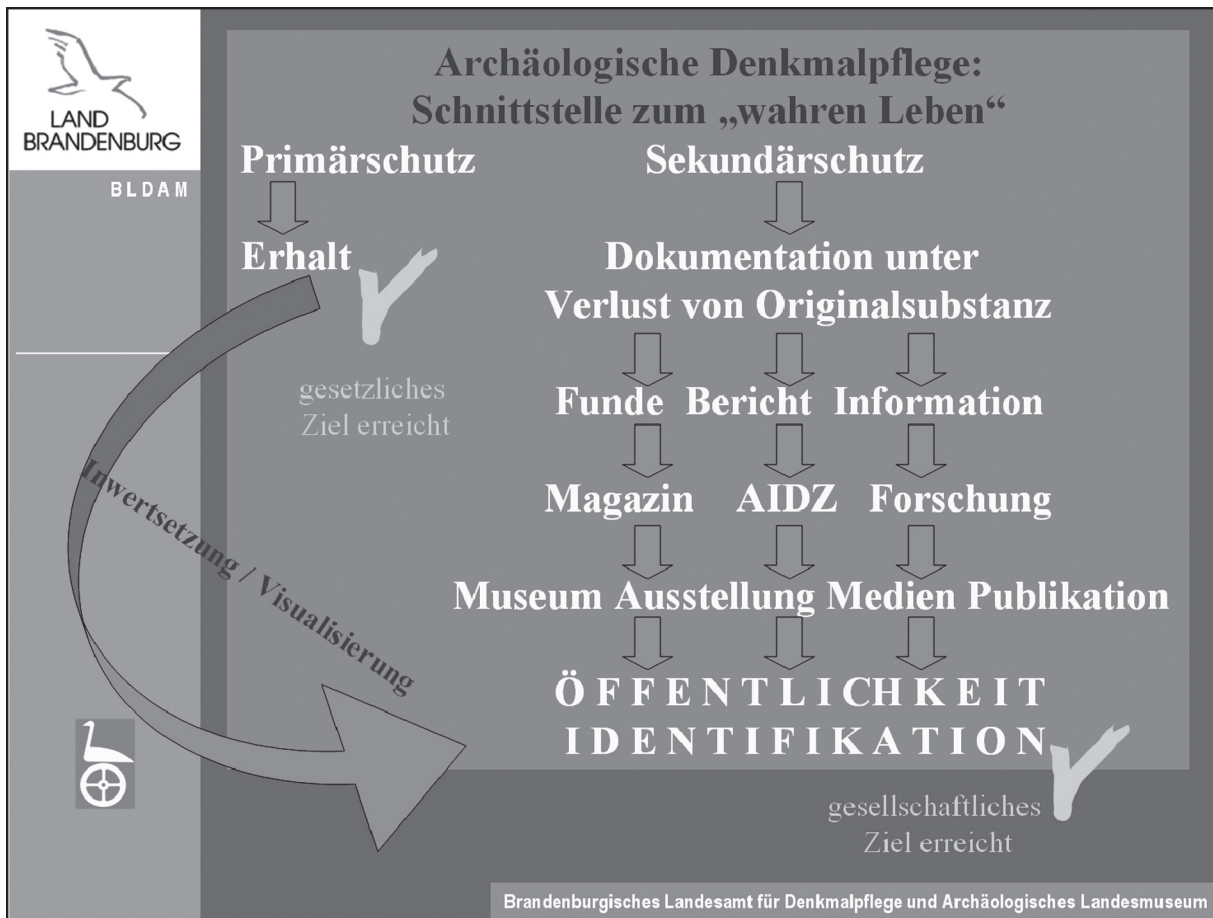 LAND
BRANDENBURG
BLDAM
Archäologische Denkmalpflege:
Schnittstelle zum „wahren Leben“
Primärschutz
Sekundärschutz
Erhalt
Dokumentation unter
Verlust von Originalsubstanz
gesetzliches
Ziel erreicht
Funde Bericht Information
Magazin AIDZ Forschung
Inwertsetzung / Visualisierung
Museum Ausstellung Medien Publikation
ÖFFENTLICHKEIT
IDENTIFIKATION
gesellschaftliches
Ziel erreicht
Brandenburgisches Landesamt für Denkmalpflege und Archäologisches Landesmuseum